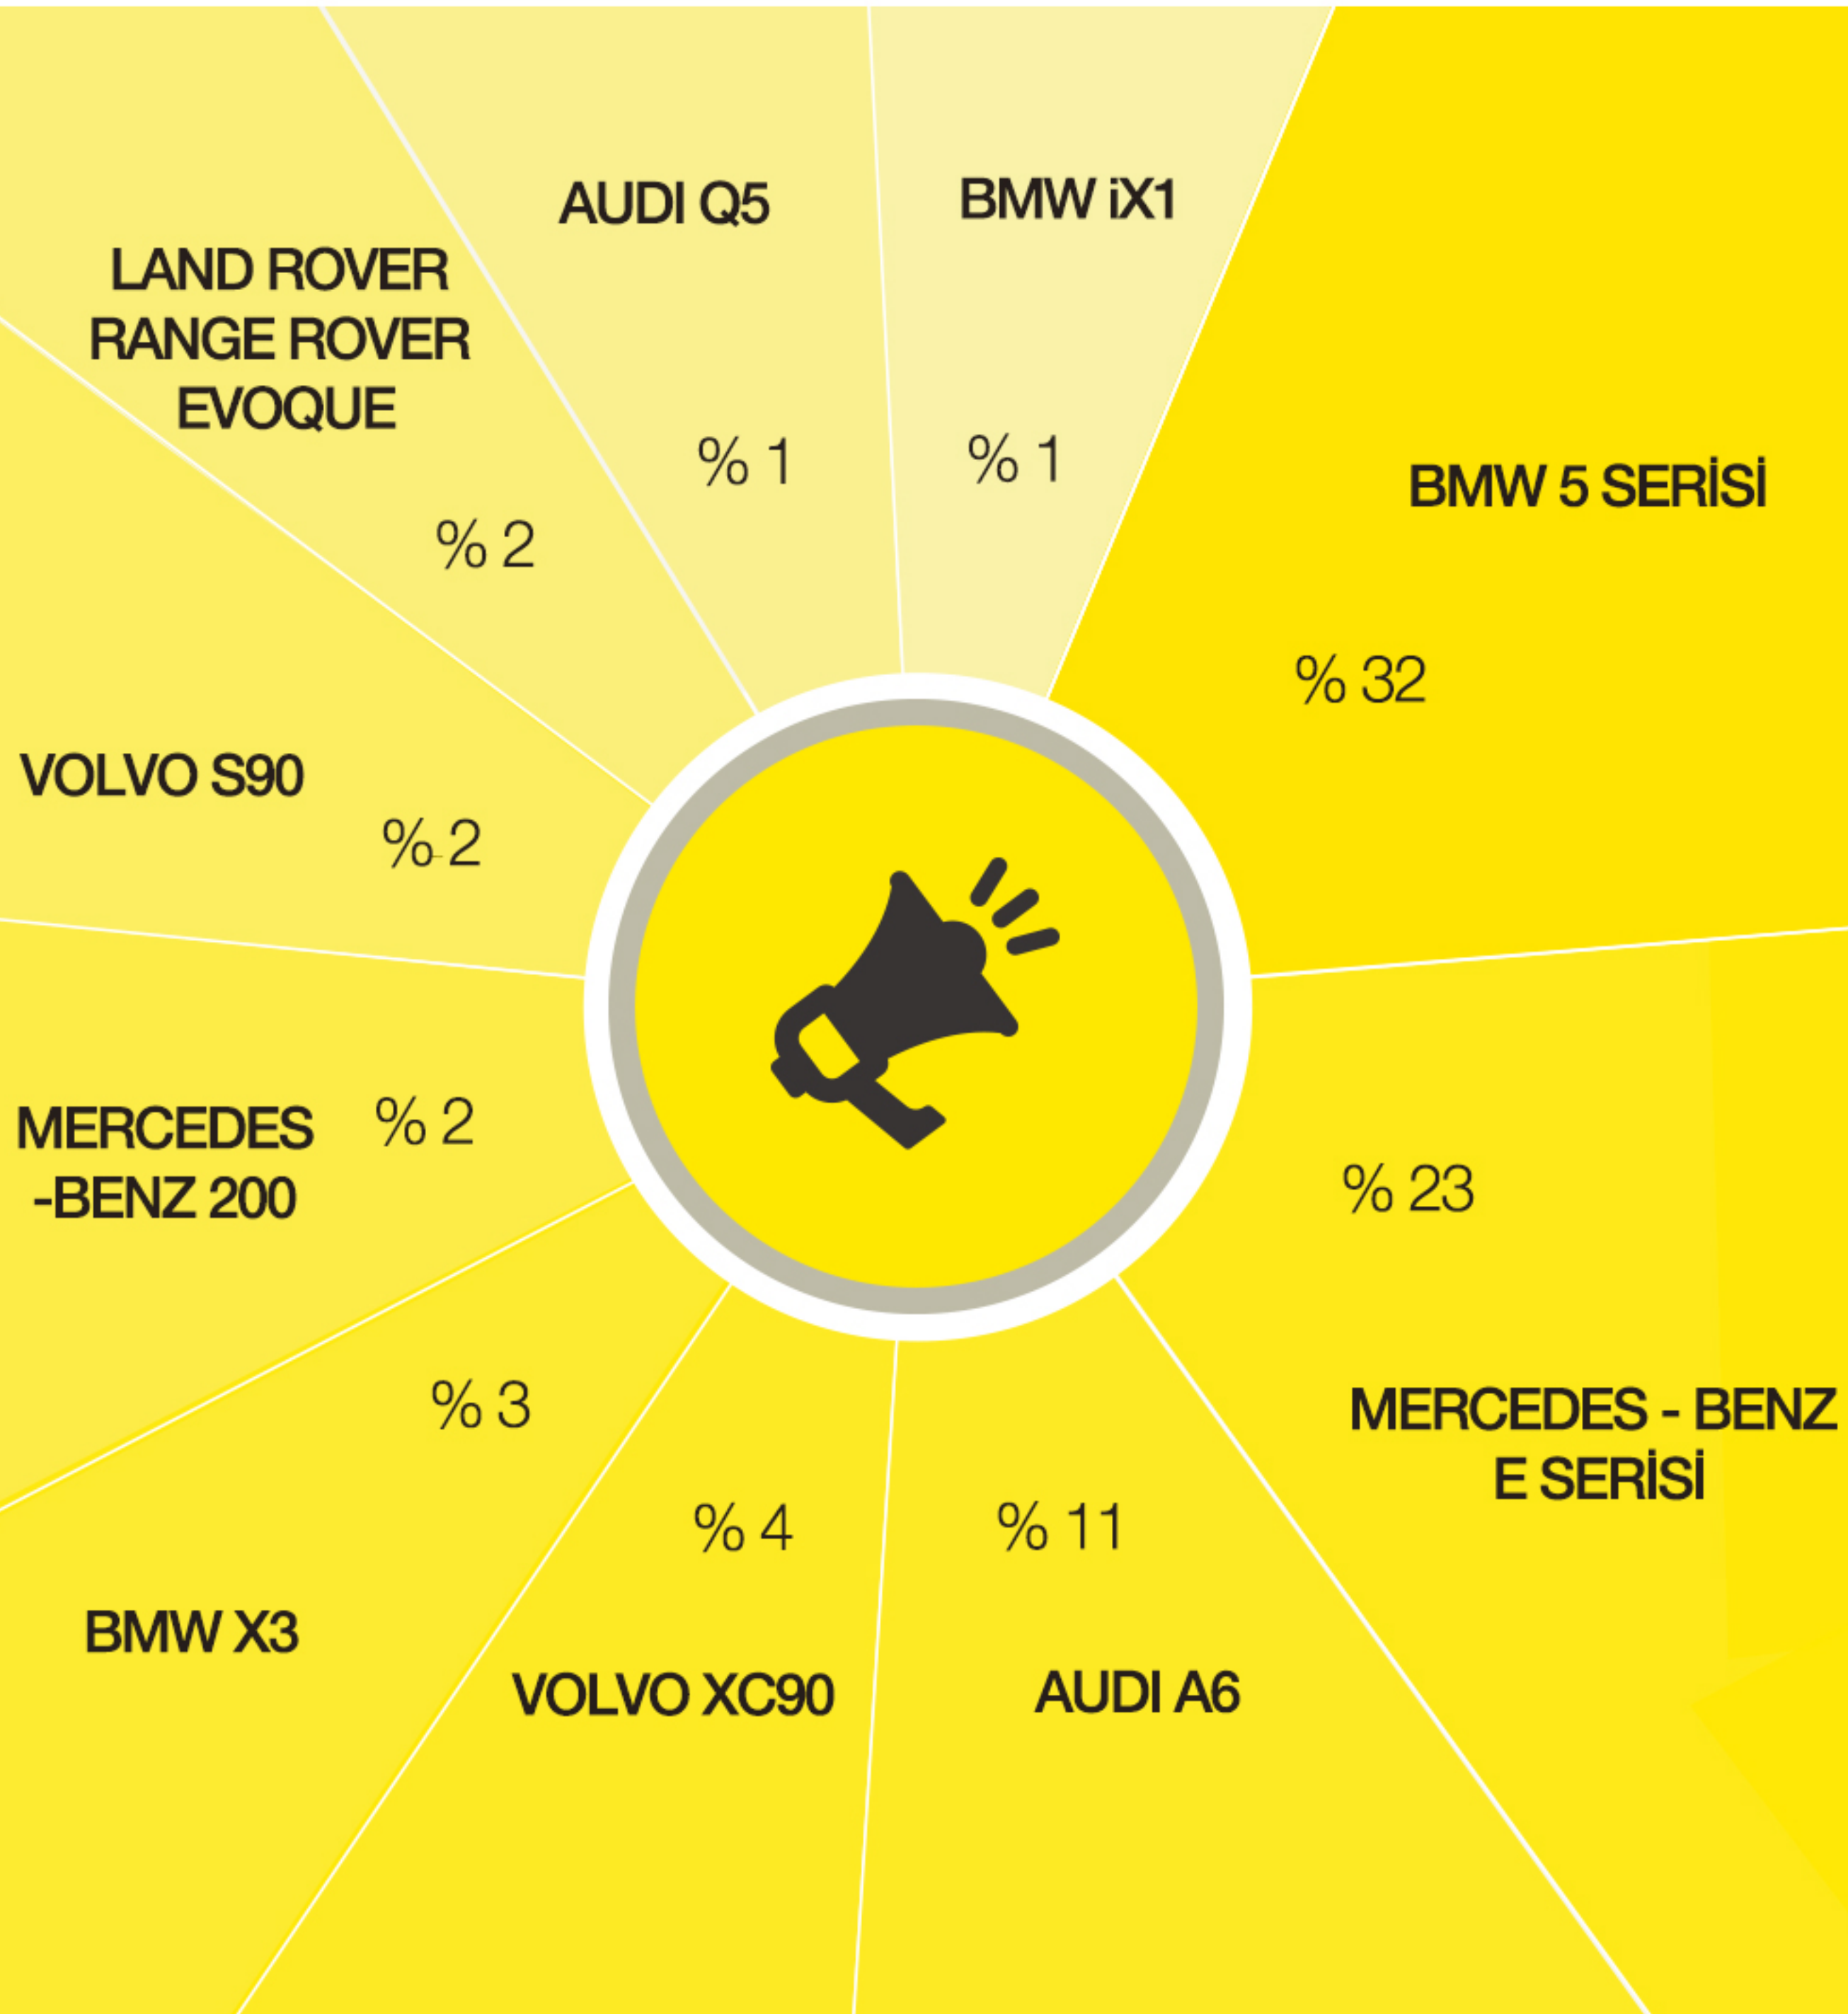 BMW 5 SERİSİ
% 32
% 23
MERCEDES - BENZ
E SERİSİ
% 11
AUDI A6
% 4
VOLVO XC90
% 3
BMW X3
% 2
MERCEDES
-BENZ 200
VOLVO S90
% 2
LAND ROVER
RANGE ROVER
EVOQUE
% 2
AUDI Q5
% 1
BMW iX1
% 1